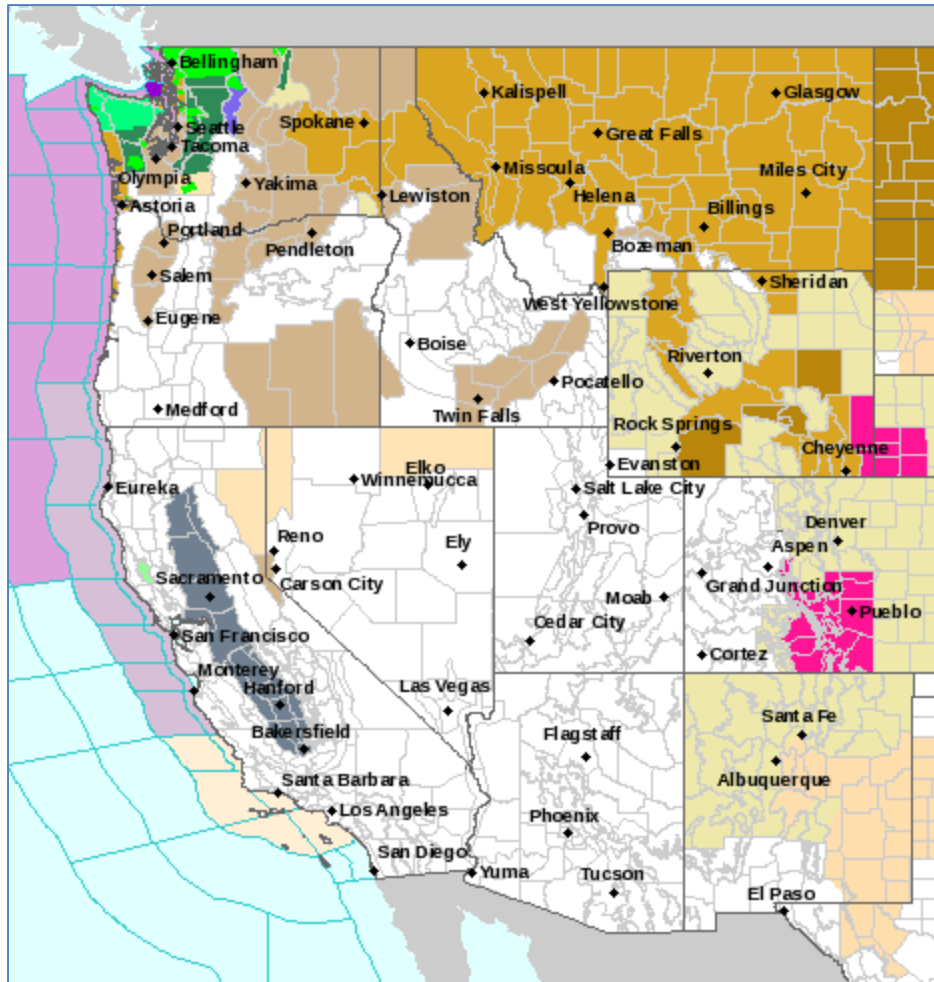 Bellingham
Kalispell
Glasgow
Spokane
Seattle
Great Falls
Tacoma
Missoula
Miles City
Olympia
Yakima
Lewiston
Helena
Astoria
Billings
Portland
Pendleton
Bozeman
Salem
Sheridan
West Yellowstone
Eugene
Boise
Riverton
Pocatello
Medford
Twin Falls
Rock Springs
Cheyenne
Elko
Evanston
Eureka
Winnemucca
Salt Lake City
Provo
Denver
Reno
Ely
Aspen
Sacramento
Carson City
Grand Junction
Moab
Pueblo
San Francisco
Cedar City
Cortez
Monterey
Hanford
Las Vegas
Santa Fe
Bakersfield
Flagstaff
Albuquerque
Santa Barbara
Los Angeles
Phoenix
San Diego
Yuma
Tucson
El Paso